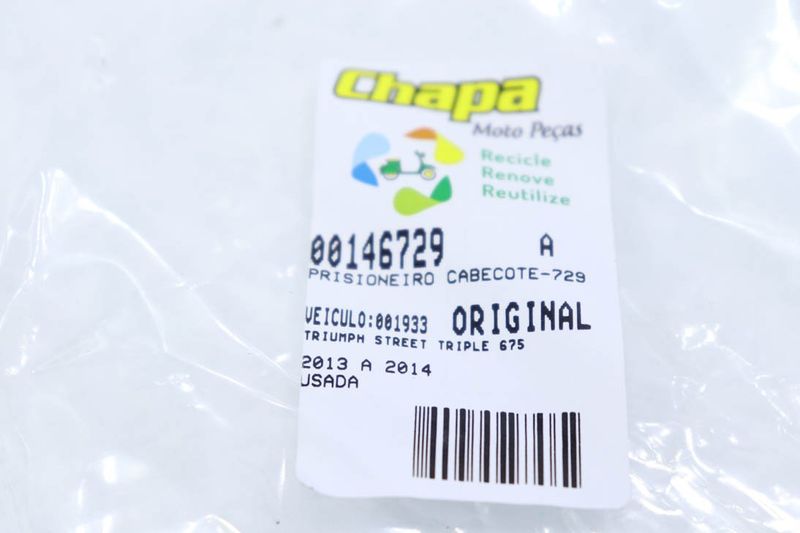 Chapa
Moto Peças
Recicle
Renove
Reutilize
00146729 A
PRISIONEIRO CABECOTE-729
VEICULO:001933 ORIGINAL
TRIUMPH STREET TRIPLE 675
2013 A 2014
USADA